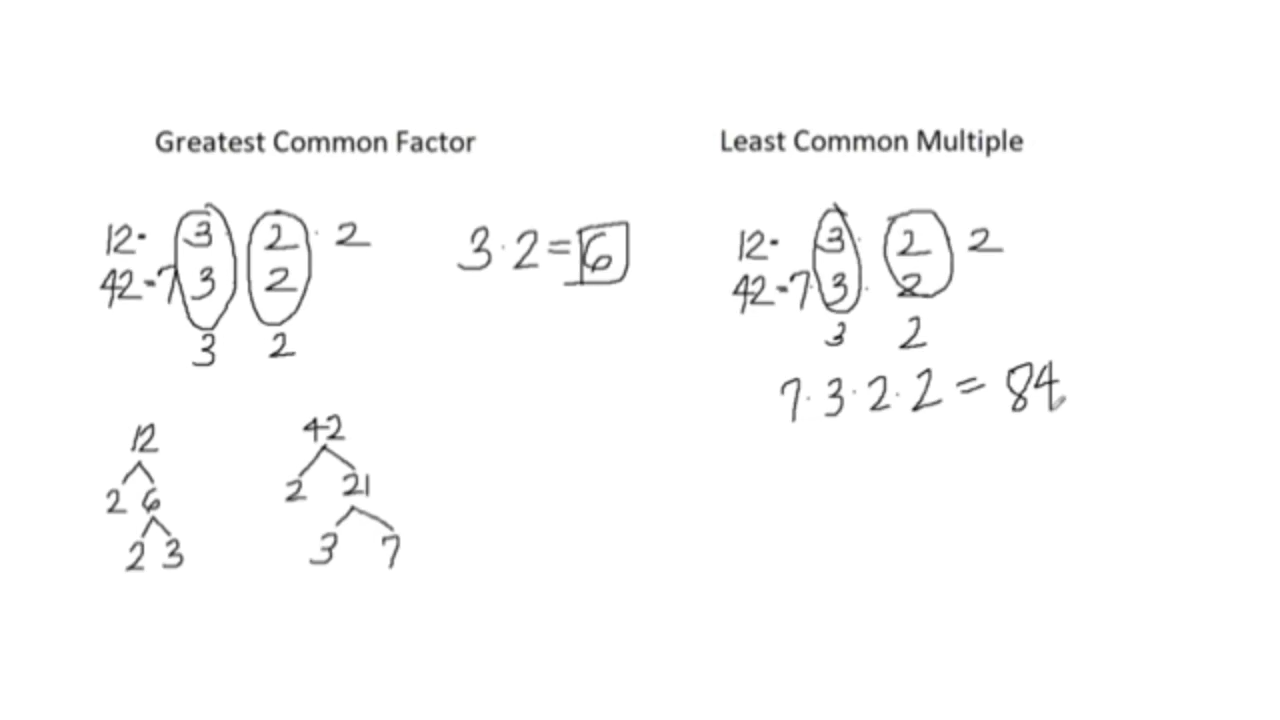 Greatest Common Factor
12- 3 2 · 2
42-7 3 2
3 2
3·2=6
12
2 6
2 3
42
2 21
3 7
Least Common Multiple
12- 3· 2 2
42-7·3· 2
3 2
7·3·2·2=84